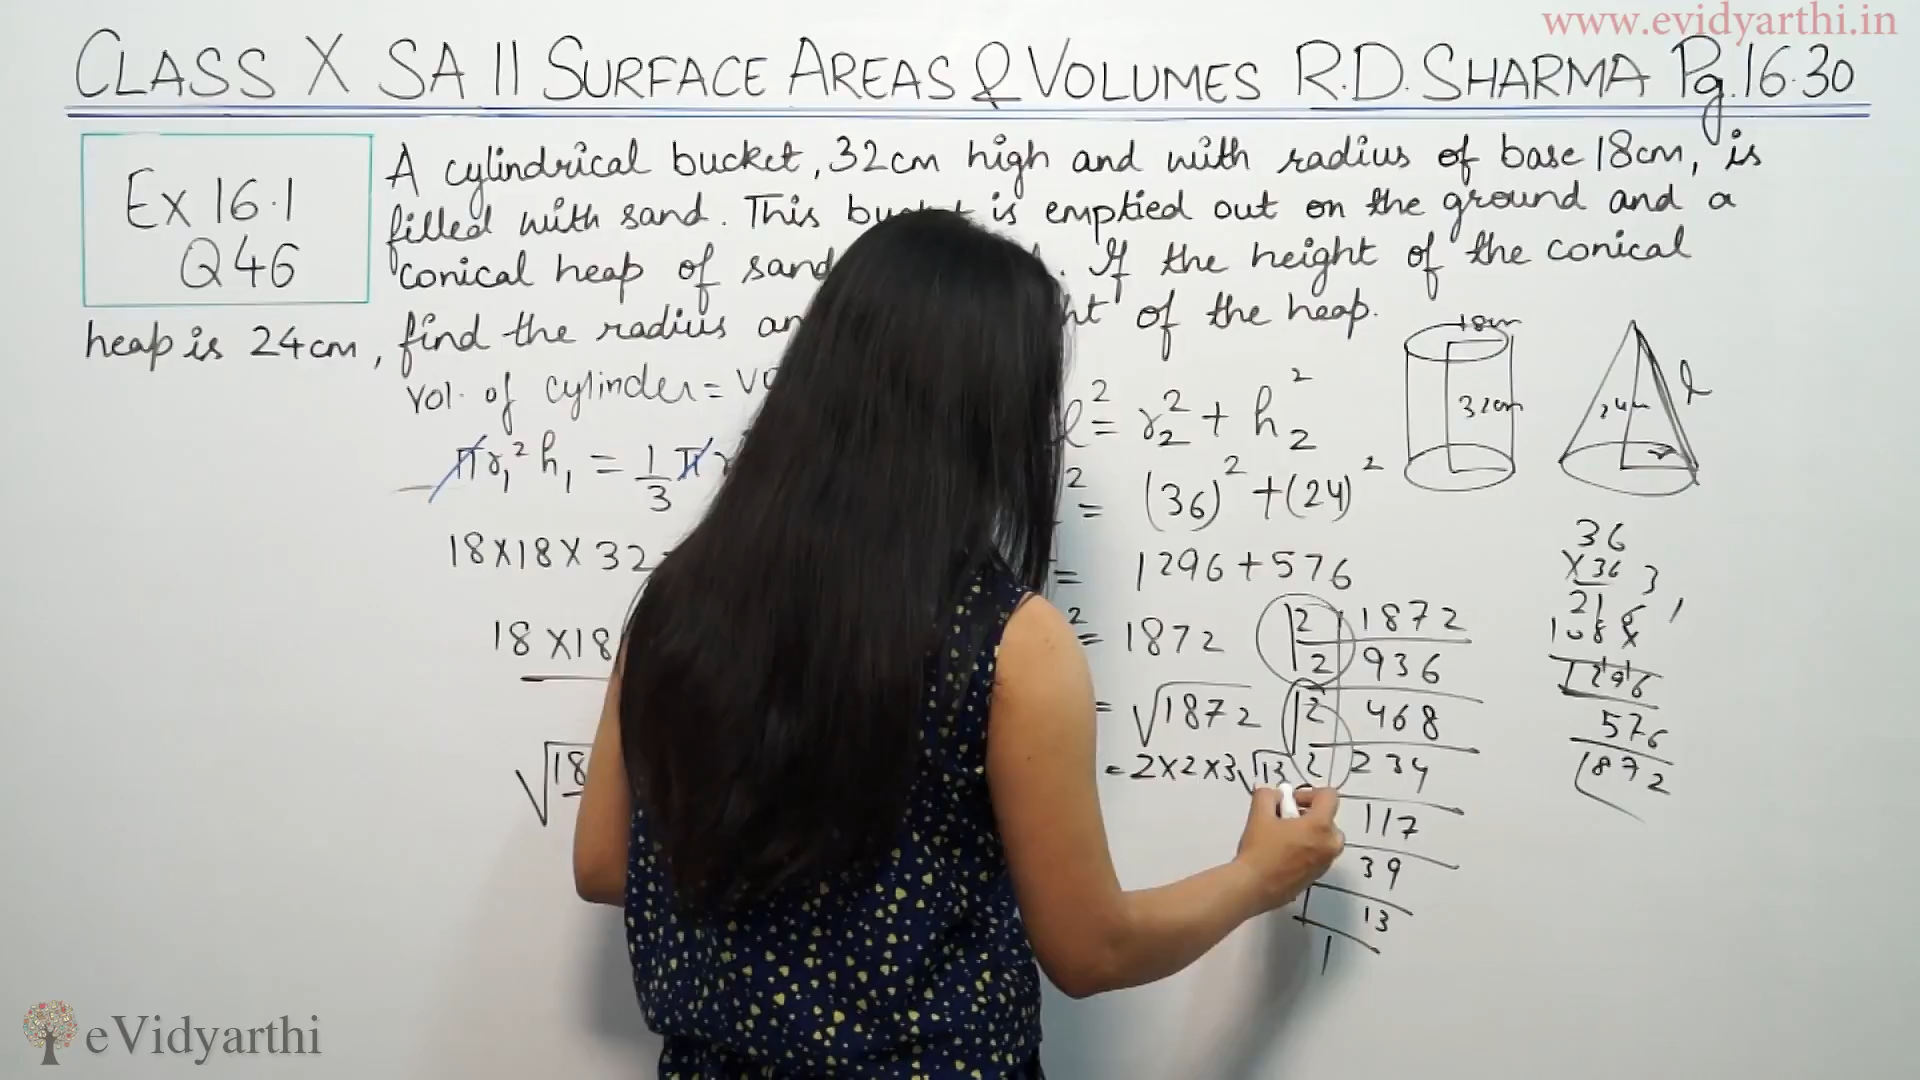 www.evidyarthi.in
CLASS X SA II SURFACE AREAS & VOLUMES R.D. SHARMA Pg.16.30
Ex 16.1
Q46
A cylindrical bucket, 32cm high and with radius of base 18cm, is
filled with sand. This bucket is emptied out on the ground and a
conical heap of sand . If the height of the conical
heap is 24cm, find the radius of the heap.
18cm
32cm
l
Vol. of cylinder =
πr₁²h₁ = 1/3 π
18×18×32
18×18
√18
l² = r₂² + h₂²
² = (36)² + (24)²
= 1296 + 576
² = 1872
= √1872
= 2×2×3√13
2 1872
2 936
2 468
2 234
117
39
13
1
36
×36
216
108×
1296
576
1872
eVidyarthi